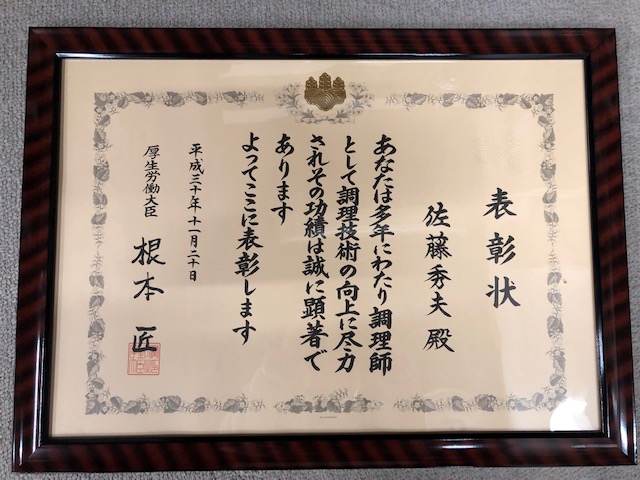 表彰状
佐藤秀夫 殿
あなたは多年にわたり調理師
として調理技術の向上に尽力
されその功績は誠に顕著で
あります
よってここに表彰します
平成三十年十一月二十日
厚生労働大臣 根本 匠